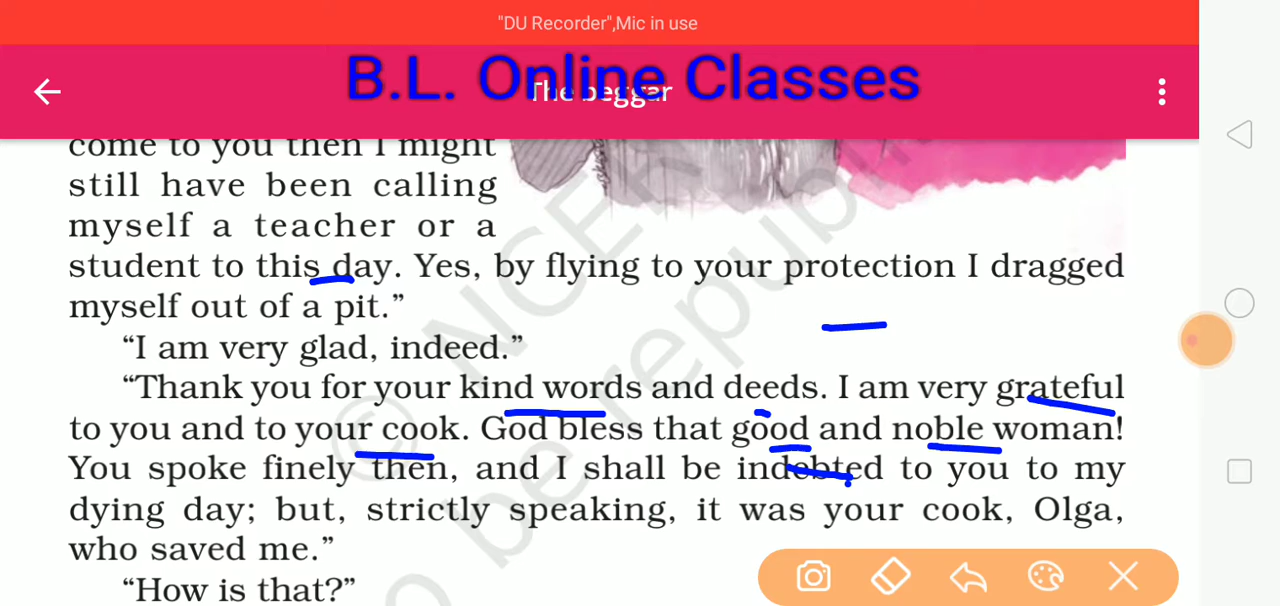 "DU Recorder",Mic in use
B.L. Online Classes
The beggar
come to you then I might
still have been calling
myself a teacher or a
student to this day. Yes, by flying to your protection I dragged
myself out of a pit.”
“I am very glad, indeed.”
“Thank you for your kind words and deeds. I am very grateful
to you and to your cook. God bless that good and noble woman!
You spoke finely then, and I shall be indebted to you to my
dying day; but, strictly speaking, it was your cook, Olga,
who saved me.”
“How is that?”
© NCERT
o be republi